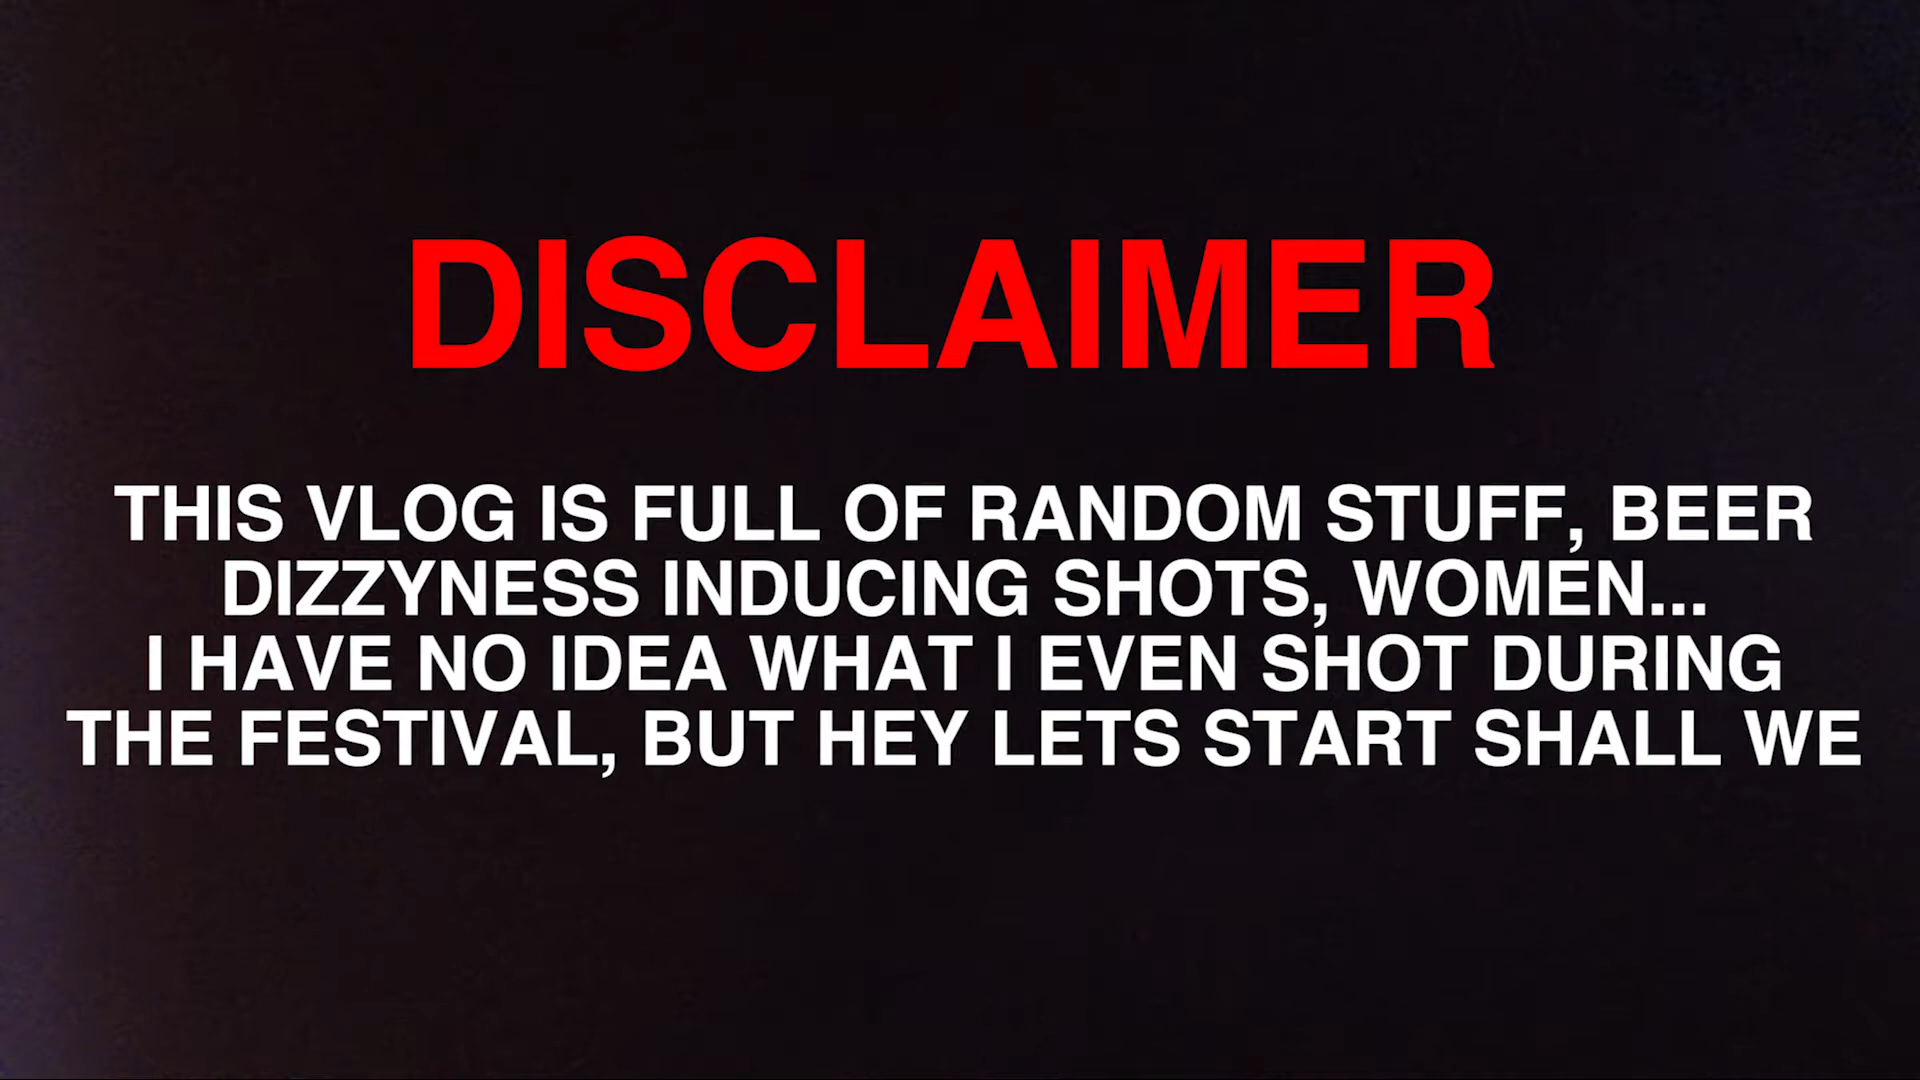 DISCLAIMER
THIS VLOG IS FULL OF RANDOM STUFF, BEER
DIZZYNESS INDUCING SHOTS, WOMEN...
I HAVE NO IDEA WHAT I EVEN SHOT DURING
THE FESTIVAL, BUT HEY LETS START SHALL WE